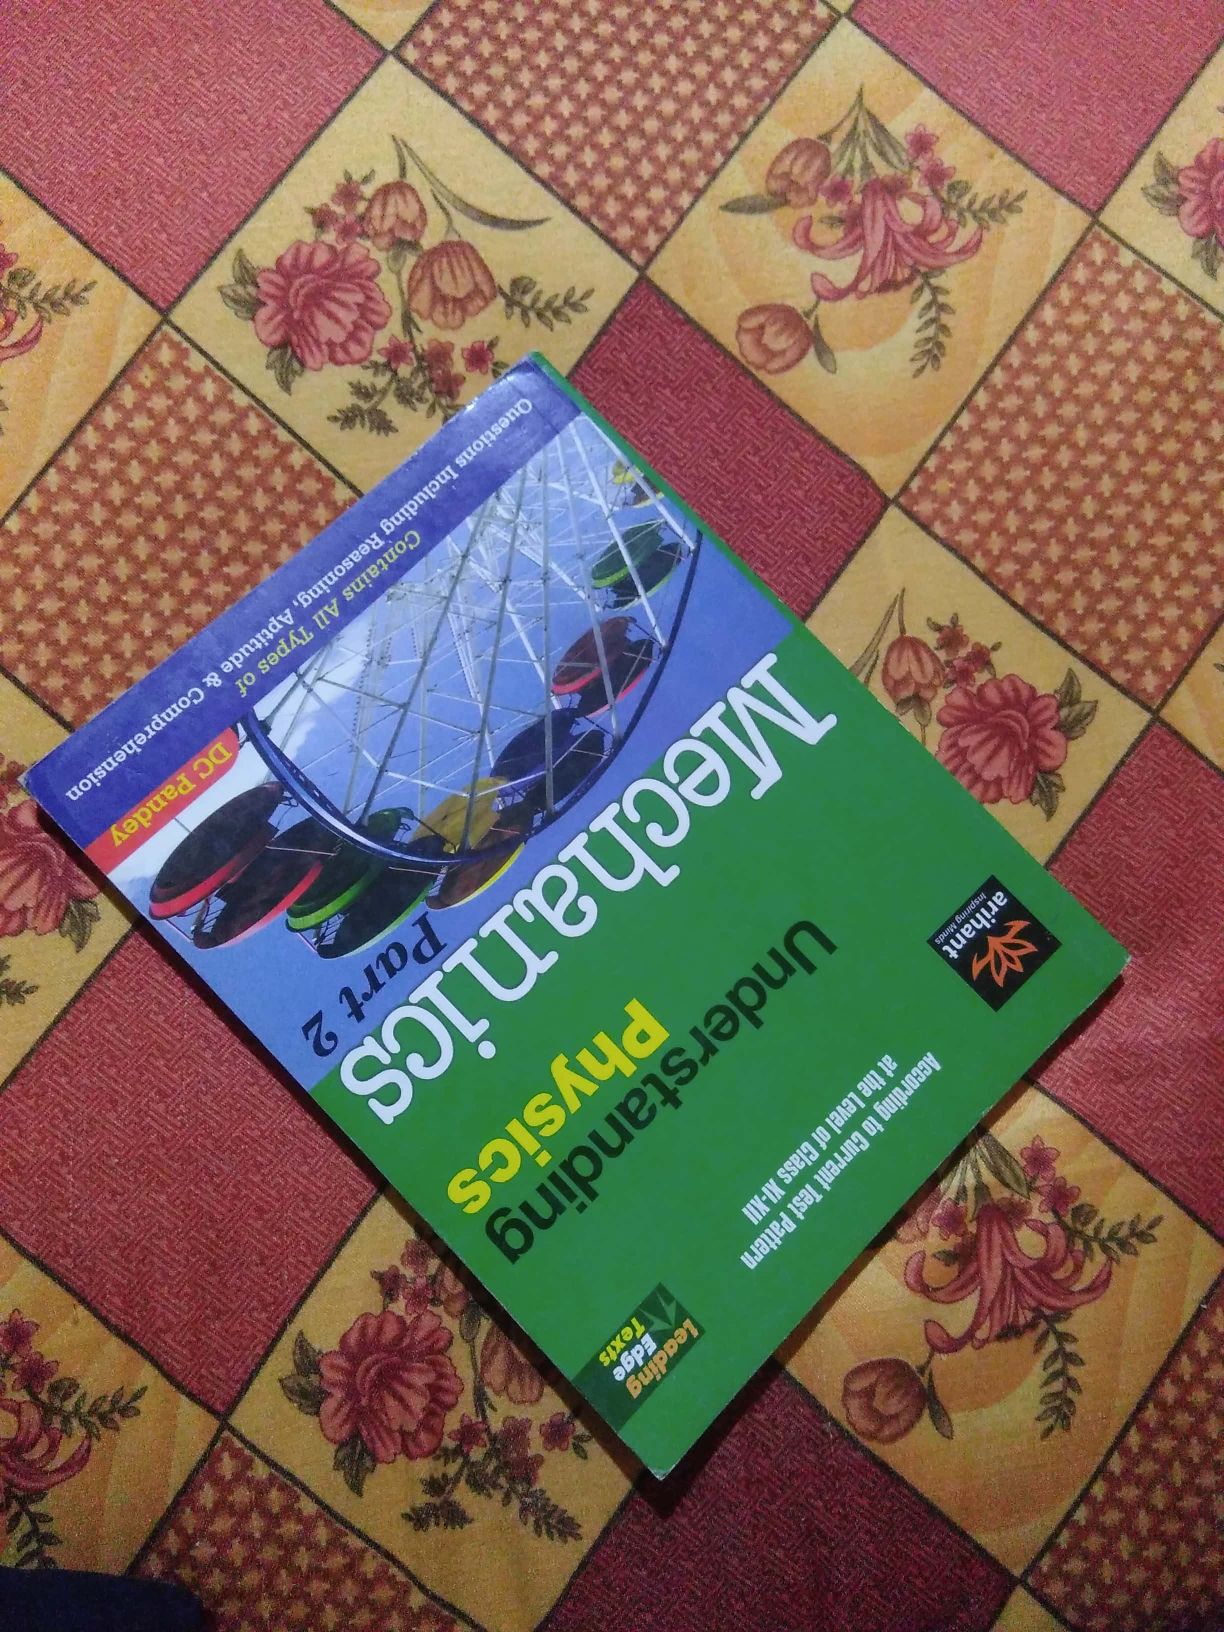 Leading
Edge
Texts
According to Current Test Pattern
at the Level of Class XI-XII
arihant
Inspiring Minds
Understanding
Physics
Mechanics
Part 2
DC Pandey
Contains All Types of
Questions Including Reasoning, Aptitude & Comprehension